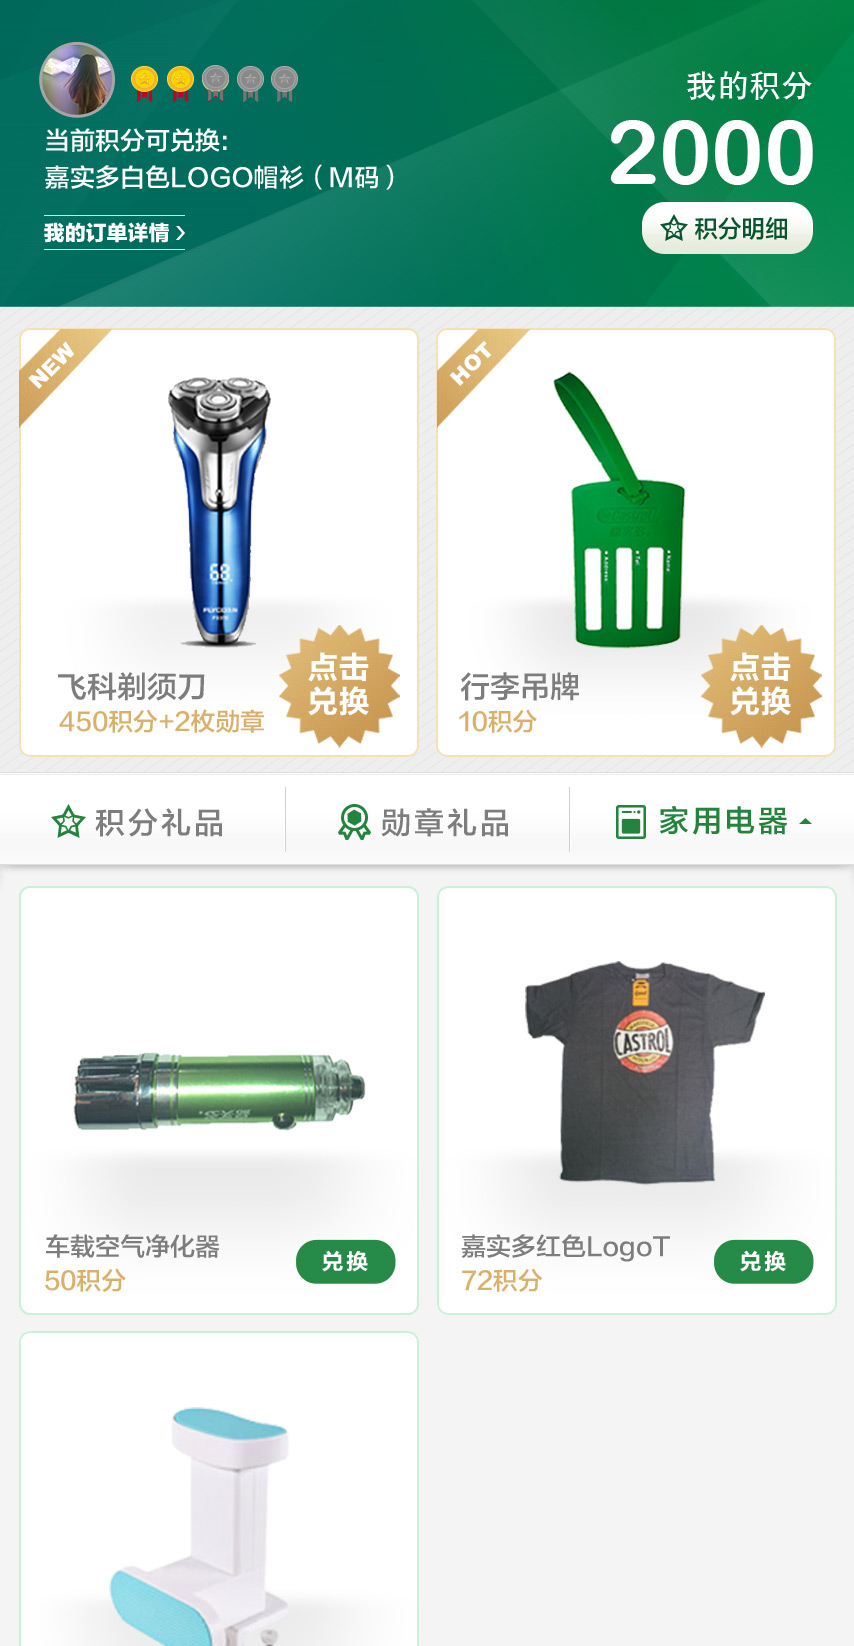 我的积分
2000
积分明细
当前积分可兑换:
嘉实多白色LOGO帽衫（M码）
我的订单详情 ›
NEW
68
FLYCO
飞科剃须刀
450积分+2枚勋章
点击
兑换
HOT
Name
Tel
Address
行李吊牌
10积分
点击
兑换
积分礼品
勋章礼品
家用电器
车载空气净化器
50积分
兑换
CASTROL
嘉实多红色LogoT
72积分
兑换